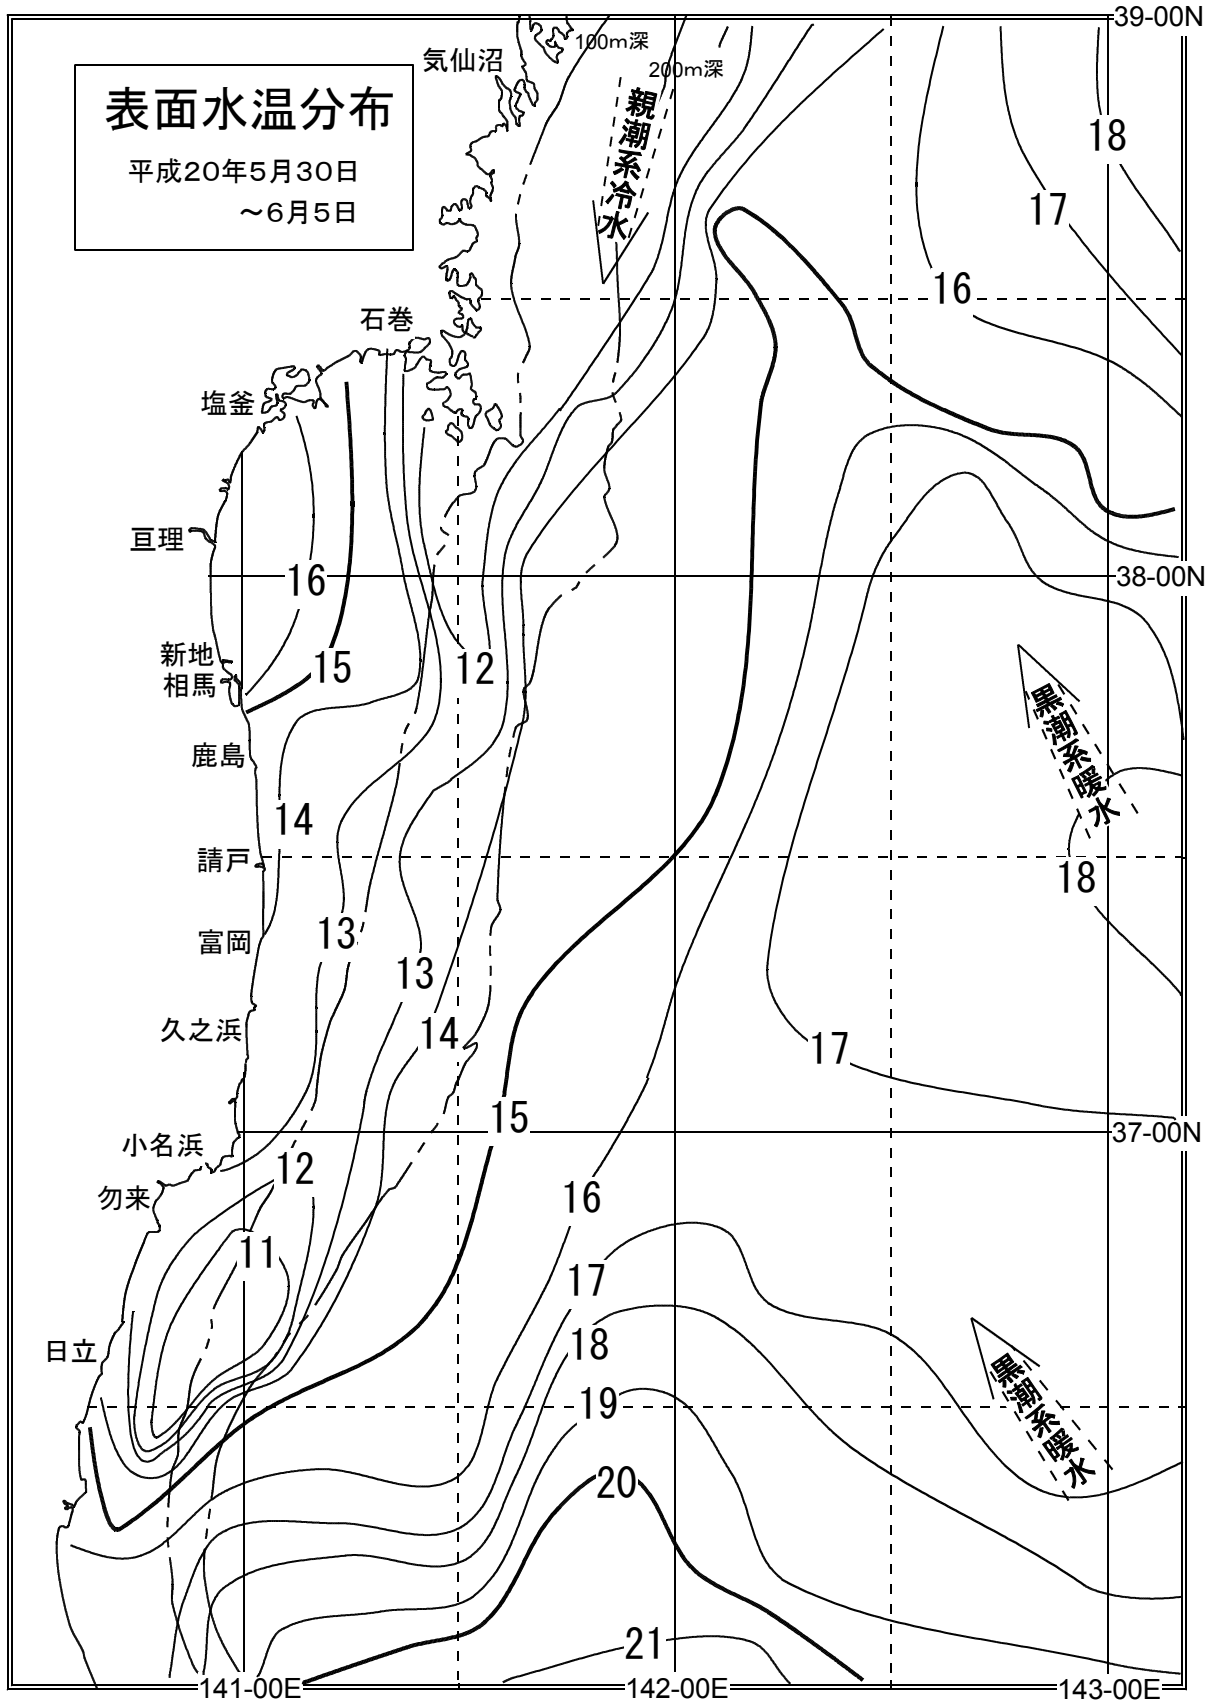 39-00N
100m深
気仙沼
200m深
表面水温分布
平成20年5月30日
～6月5日
親潮系冷水
18
17
16
石巻
塩釜
亘理
16
38-00N
新地
15
12
相馬
黒潮系暖水
鹿島
14
請戸
18
富岡
13
13
久之浜
14
17
15
37-00N
小名浜
12
勿来
16
11
17
日立
18
黒潮系暖水
19
20
21
141-00E
142-00E
143-00E